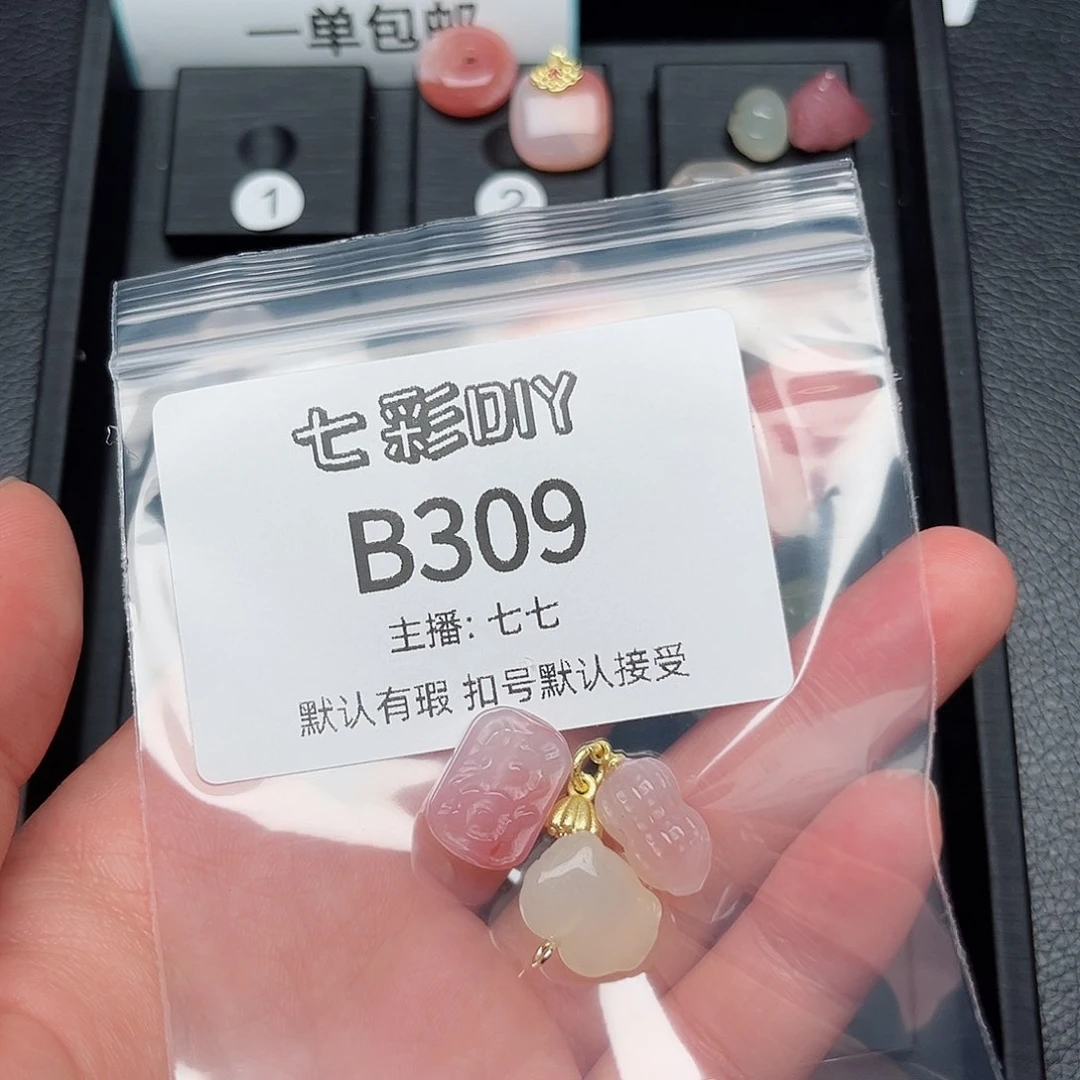 一单包邮
1
2
七彩DIY
B309
主播: 七七
默认有瑕 扣号默认接受